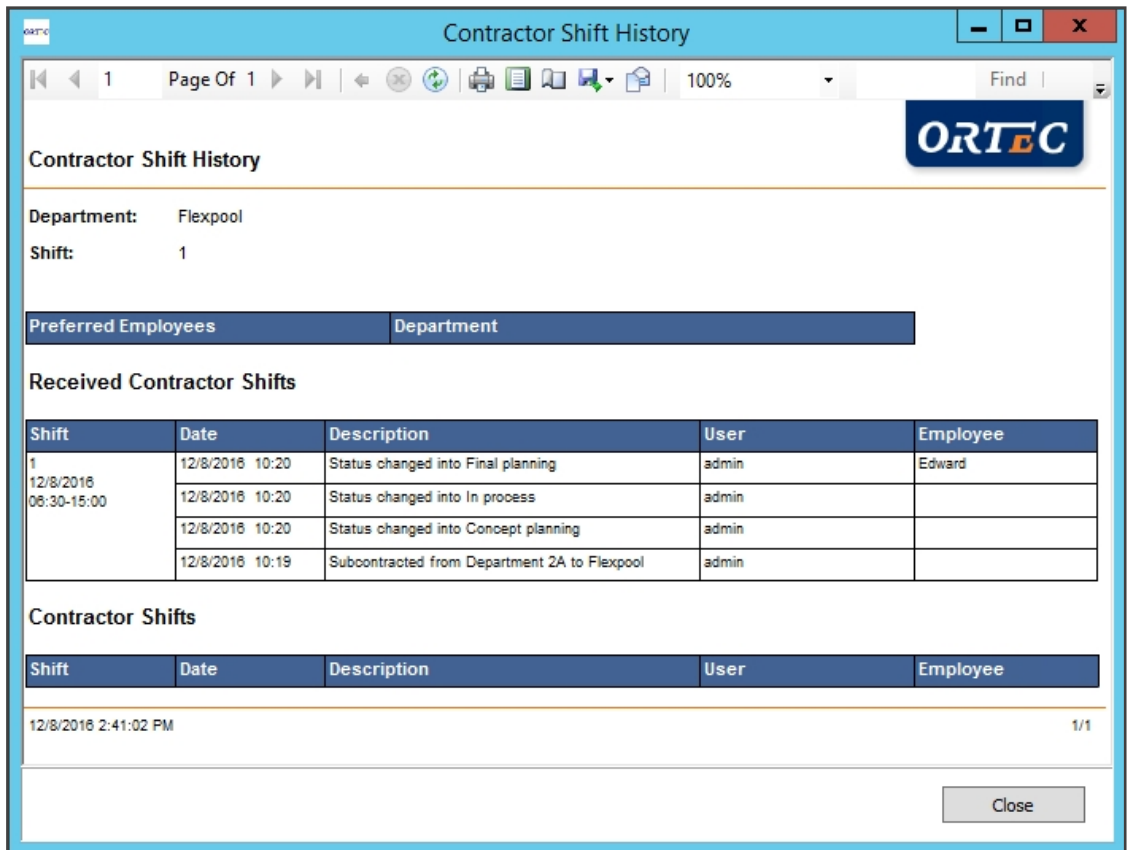 ORTEC
Contractor Shift History
X
1 Page Of 1 100% Find
ORTEC
Contractor Shift History
Department: Flexpool
Shift: 1
Preferred Employees Department
Received Contractor Shifts
Shift Date Description User Employee
1 12/8/2016 10:20 Status changed into Final planning admin Edward
12/8/2016
06:30-15:00 12/8/2016 10:20 Status changed into In process admin
12/8/2016 10:20 Status changed into Concept planning admin
12/8/2016 10:19 Subcontracted from Department 2A to Flexpool admin
Contractor Shifts
Shift Date Description User Employee
12/8/2016 2:41:02 PM 1/1
Close